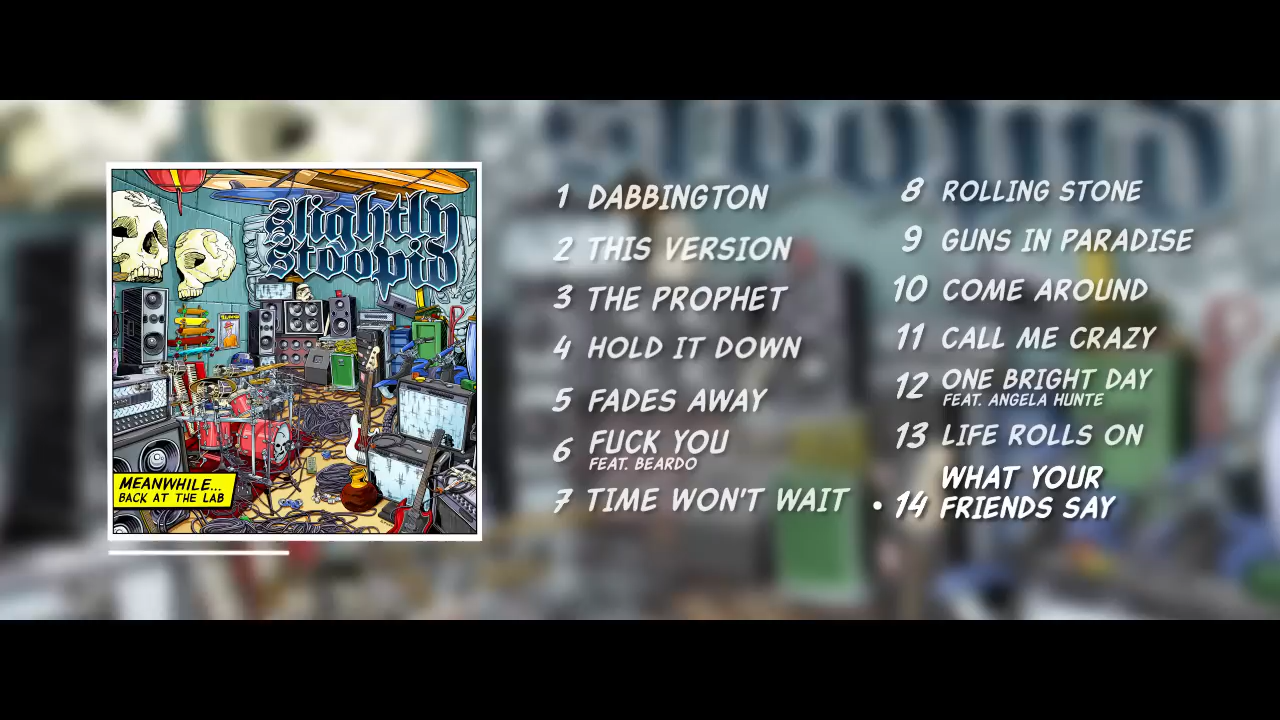 slightly
stoopid
MEANWHILE...
BACK AT THE LAB
1 DABBINGTON
2 THIS VERSION
3 THE PROPHET
4 HOLD IT DOWN
5 FADES AWAY
6 FUCK YOU
FEAT. BEARDO
7 TIME WON'T WAIT
8 ROLLING STONE
9 GUNS IN PARADISE
10 COME AROUND
11 CALL ME CRAZY
12 ONE BRIGHT DAY
FEAT. ANGELA HUNTE
13 LIFE ROLLS ON
WHAT YOUR
• 14 FRIENDS SAY